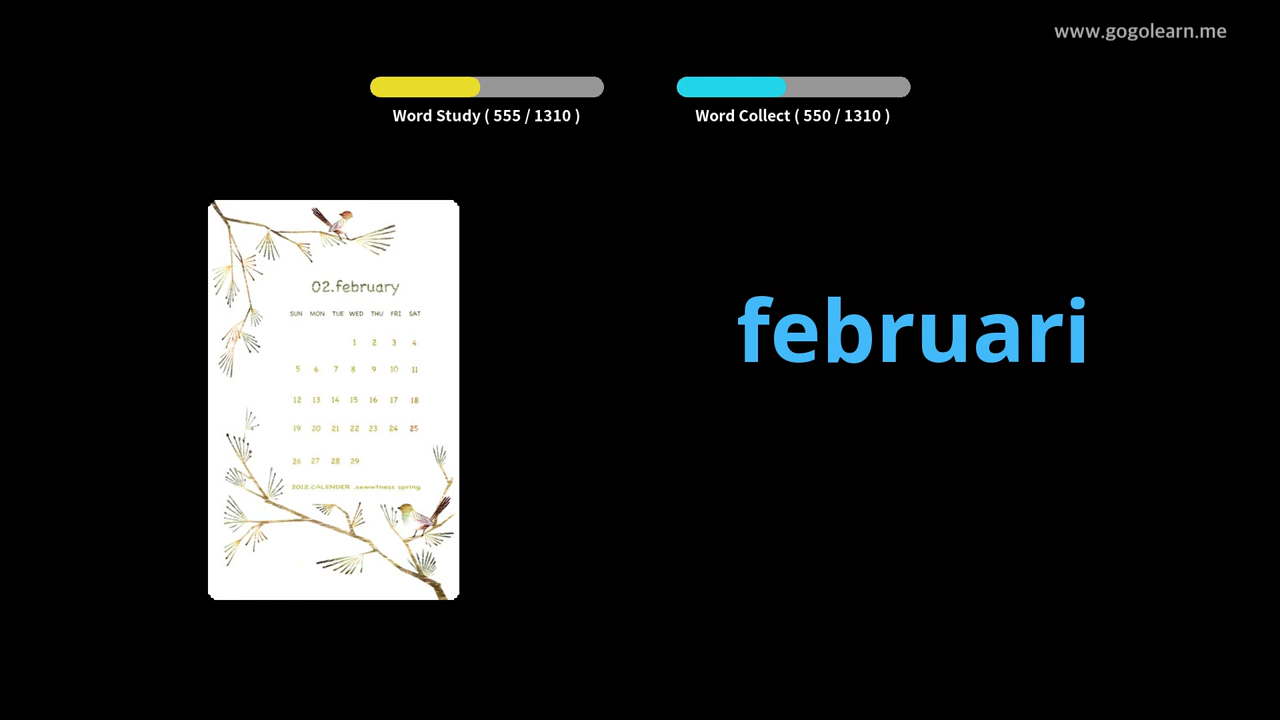 www.gogolearn.me
Word Study ( 555 / 1310 )
Word Collect ( 550 / 1310 )
02.february
SUN MON TUE WED THU FRI SAT
1 2 3 4
5 6 7 8 9 10 11
12 13 14 15 16 17 18
19 20 21 22 23 24 25
26 27 28 29
2012.CALENDER .sewwtness spring
februari